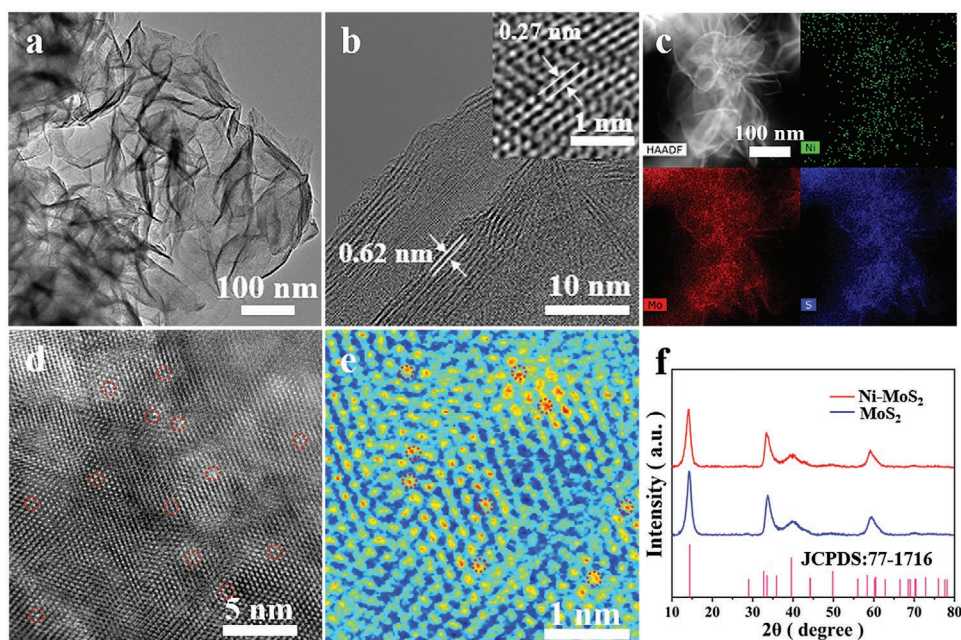 a
100 nm
b
0.27 nm
1 nm
0.62 nm
10 nm
c
HAADF
100 nm
Ni
Mo
S
d
5 nm
e
1 nm
f
Intensity ( a.u. )
Ni-MoS₂
MoS₂
JCPDS:77-1716
10 20 30 40 50 60 70 80
2θ ( degree )